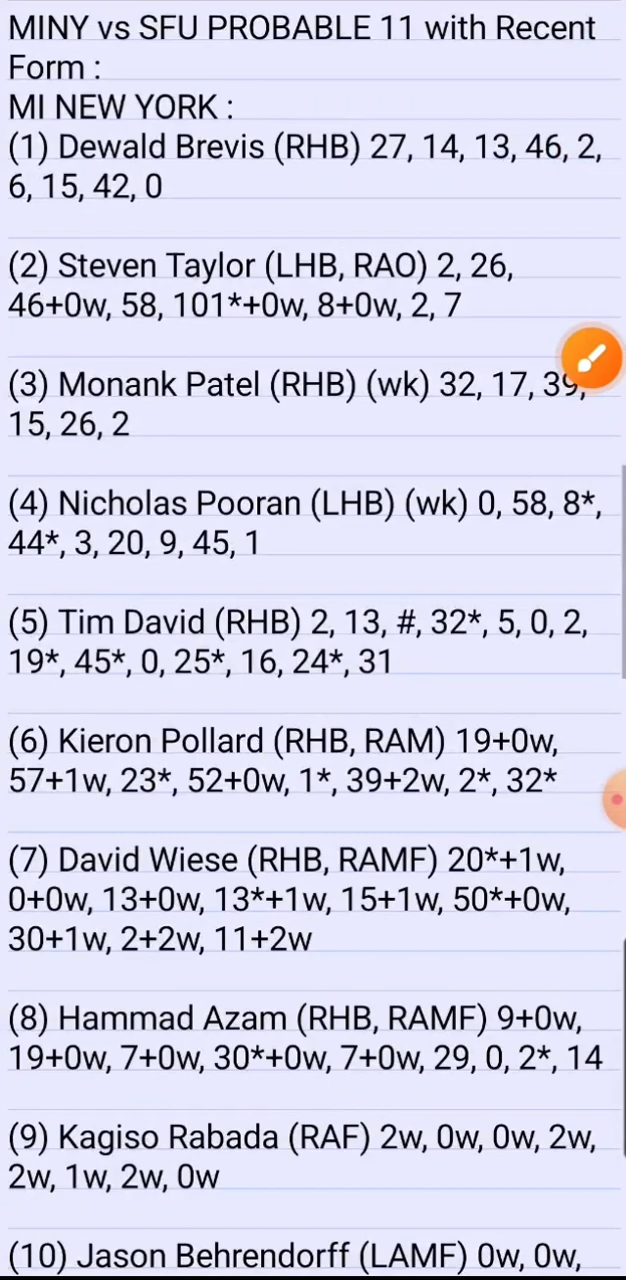 MINY vs SFU PROBABLE 11 with Recent
Form :
MI NEW YORK :
(1) Dewald Brevis (RHB) 27, 14, 13, 46, 2,
6, 15, 42, 0
(2) Steven Taylor (LHB, RAO) 2, 26,
46+0w, 58, 101*+0w, 8+0w, 2, 7
(3) Monank Patel (RHB) (wk) 32, 17, 39,
15, 26, 2
(4) Nicholas Pooran (LHB) (wk) 0, 58, 8*,
44*, 3, 20, 9, 45, 1
(5) Tim David (RHB) 2, 13, #, 32*, 5, 0, 2,
19*, 45*, 0, 25*, 16, 24*, 31
(6) Kieron Pollard (RHB, RAM) 19+0w,
57+1w, 23*, 52+0w, 1*, 39+2w, 2*, 32*
(7) David Wiese (RHB, RAMF) 20*+1w,
0+0w, 13+0w, 13*+1w, 15+1w, 50*+0w,
30+1w, 2+2w, 11+2w
(8) Hammad Azam (RHB, RAMF) 9+0w,
19+0w, 7+0w, 30*+0w, 7+0w, 29, 0, 2*, 14
(9) Kagiso Rabada (RAF) 2w, 0w, 0w, 2w,
2w, 1w, 2w, 0w
(10) Jason Behrendorff (LAMF) 0w, 0w,